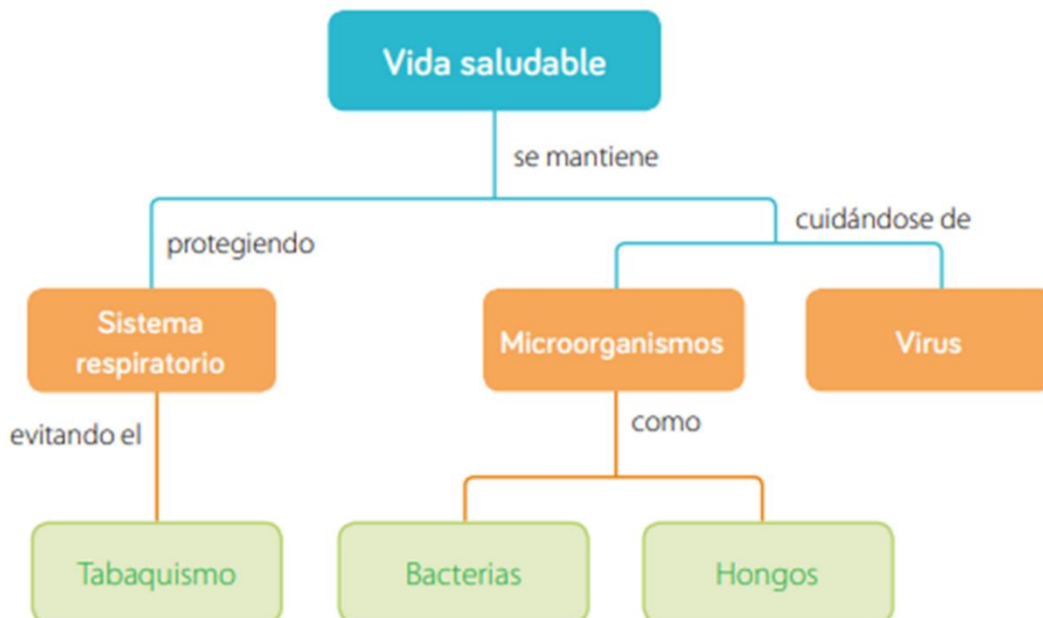 Vida saludable
se mantiene
protegiendo
cuidándose de
Sistema
respiratorio
Microorganismos
Virus
evitando el
como
Tabaquismo
Bacterias
Hongos